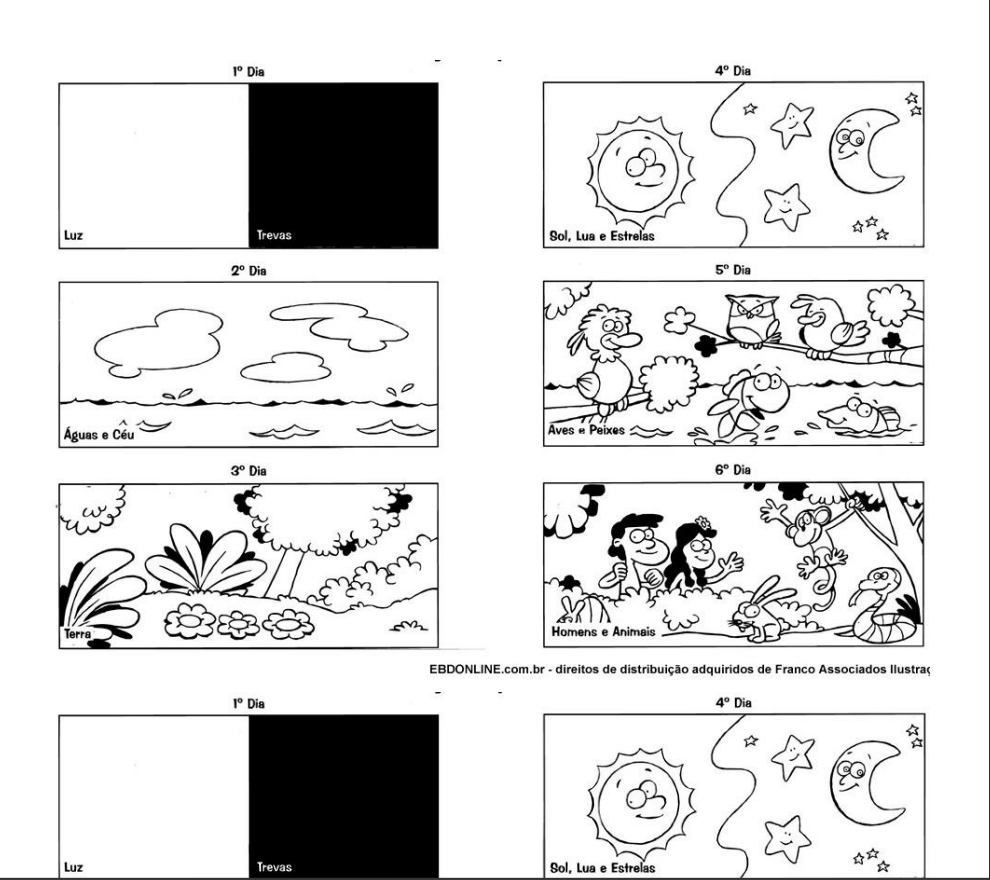 1º Dia
4º Dia
Luz
Trevas
Sol, Lua e Estrelas
2º Dia
5º Dia
Águas e Céu
Aves e Peixes
3º Dia
6º Dia
Terra
Homens e Animais
EBDONLINE.com.br - direitos de distribuição adquiridos de Franco Associados
1º Dia
4º Dia
Luz
Trevas
Sol, Lua e Estrelas